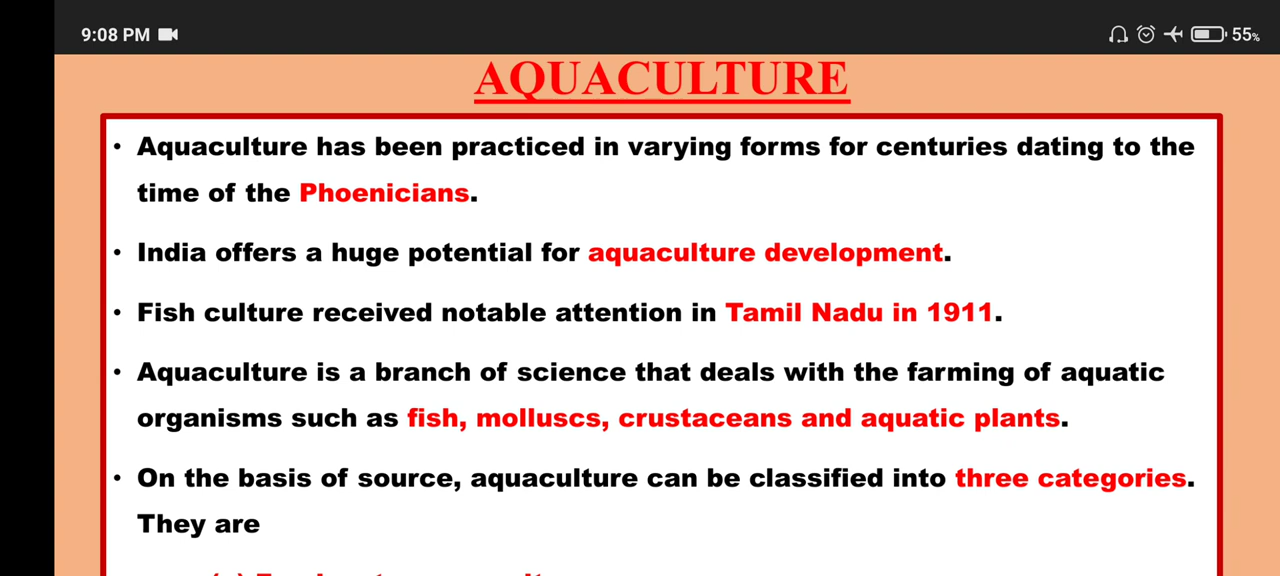 9:08 PM
55%
AQUACULTURE
• Aquaculture has been practiced in varying forms for centuries dating to the
time of the Phoenicians.
• India offers a huge potential for aquaculture development.
• Fish culture received notable attention in Tamil Nadu in 1911.
• Aquaculture is a branch of science that deals with the farming of aquatic
organisms such as fish, molluscs, crustaceans and aquatic plants.
• On the basis of source, aquaculture can be classified into three categories.
They are